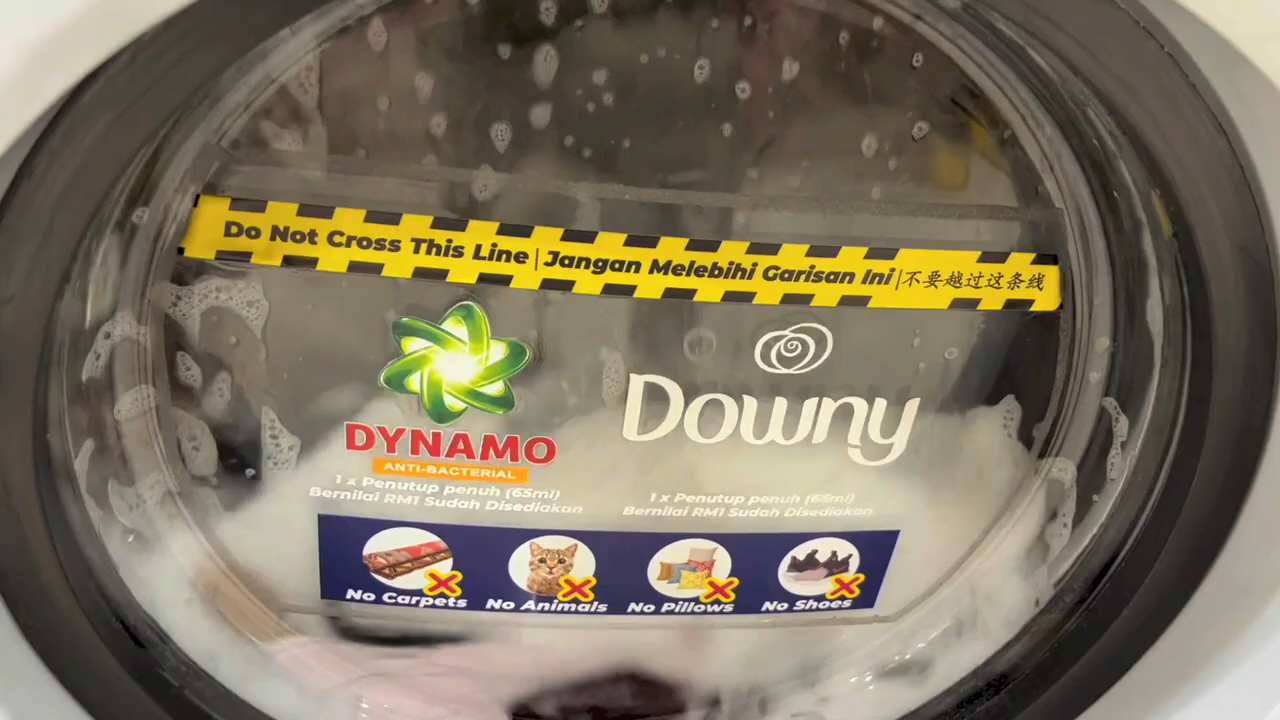 Do Not Cross This Line | Jangan Melebihi Garisan Ini | 不要越过这条线
DYNAMO
ANTI-BACTERIAL
1 x Penutup penuh (65ml)
Bernilai RM1 Sudah Disediakan
Downy
1 x Penutup penuh (65ml)
Bernilai RM1 Sudah Disediakan
No Carpets
No Animals
No Pillows
No Shoes